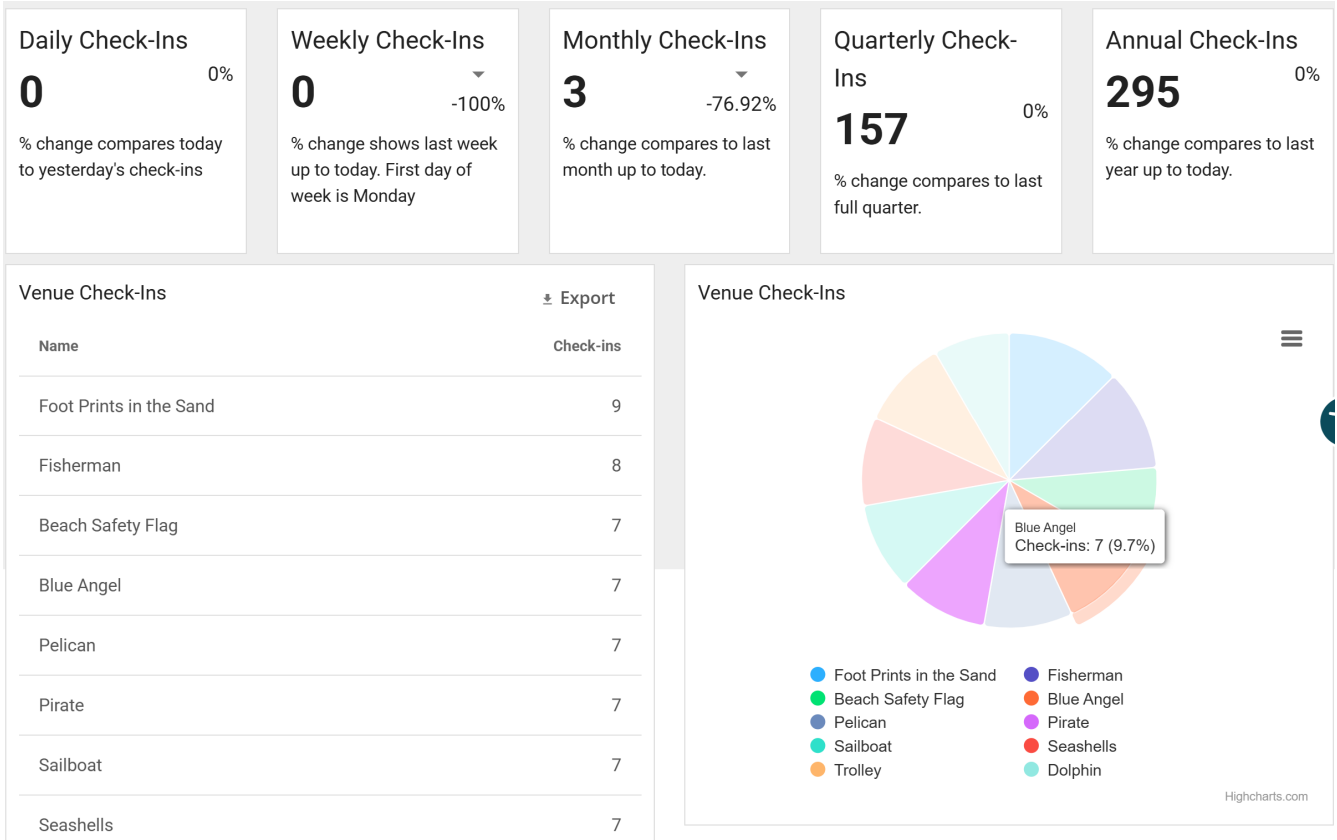 Daily Check-Ins
0
0%
% change compares today
to yesterday's check-ins
Weekly Check-Ins
0
-100%
% change shows last week
up to today. First day of
week is Monday
Monthly Check-Ins
3
-76.92%
% change compares to last
month up to today.
Quarterly Check-
Ins
157
0%
% change compares to last
full quarter.
Annual Check-Ins
295
0%
% change compares to last
year up to today.
Venue Check-Ins
Export
Name Check-ins
Foot Prints in the Sand 9
Fisherman 8
Beach Safety Flag 7
Blue Angel 7
Pelican 7
Pirate 7
Sailboat 7
Seashells 7
Venue Check-Ins
Blue Angel
Check-ins: 7 (9.7%)
Foot Prints in the Sand Fisherman
Beach Safety Flag Blue Angel
Pelican Pirate
Sailboat Seashells
Trolley Dolphin
Highcharts.com